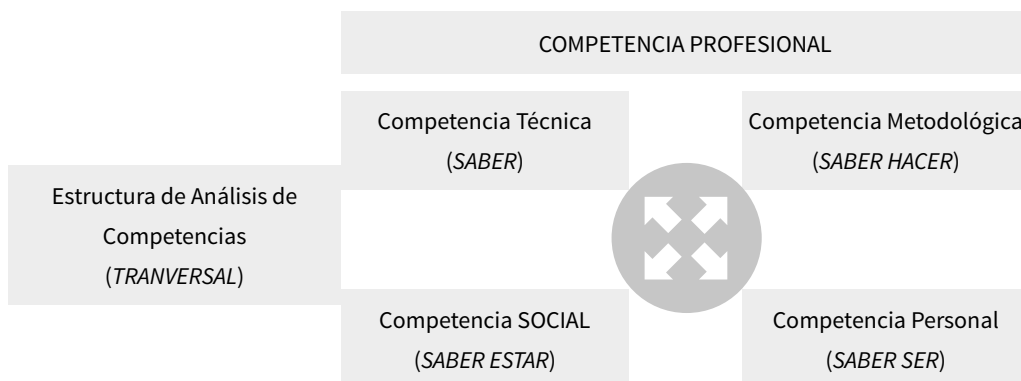 COMPETENCIA PROFESIONAL
Competencia Técnica
(SABER)
Competencia Metodológica
(SABER HACER)
Estructura de Análisis de
Competencias
(TRANVERSAL)
Competencia SOCIAL
(SABER ESTAR)
Competencia Personal
(SABER SER)